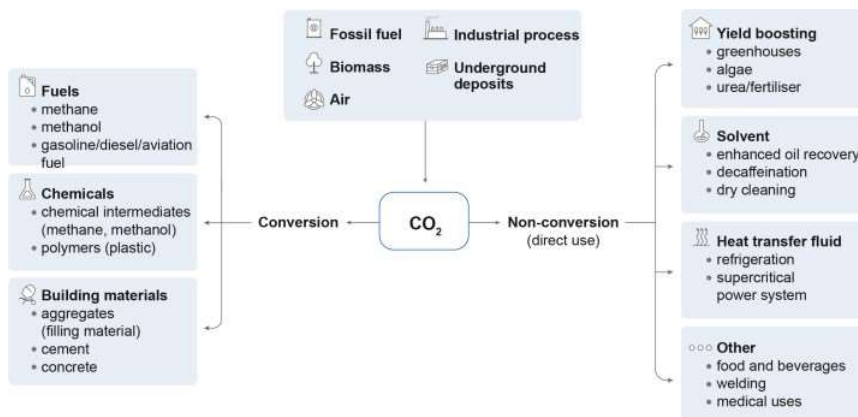 Fossil fuel
Industrial process
Biomass
Underground
deposits
Air
Fuels
• methane
• methanol
• gasoline/diesel/aviation
fuel
Chemicals
• chemical intermediates
(methane, methanol)
• polymers (plastic)
Building materials
• aggregates
(filling material)
• cement
• concrete
Conversion
CO₂
Non-conversion
(direct use)
Yield boosting
• greenhouses
• algae
• urea/fertiliser
Solvent
• enhanced oil recovery
• decaffeination
• dry cleaning
Heat transfer fluid
• refrigeration
• supercritical
power system
Other
• food and beverages
• welding
• medical uses